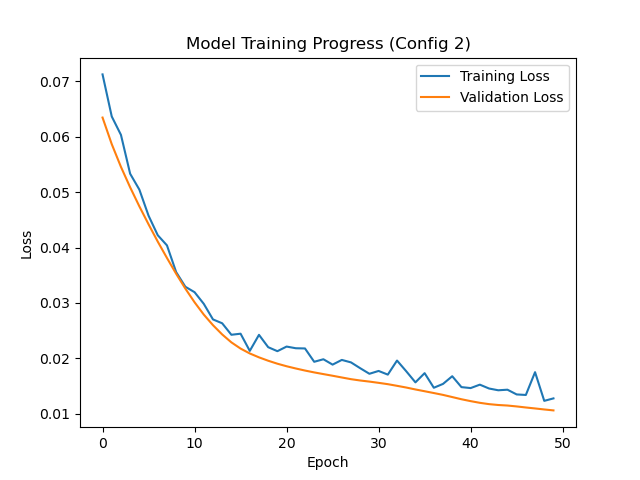 Model Training Progress (Config 2)
Training Loss
Validation Loss
Loss
0.07
0.06
0.05
0.04
0.03
0.02
0.01
0 10 20 30 40 50
Epoch